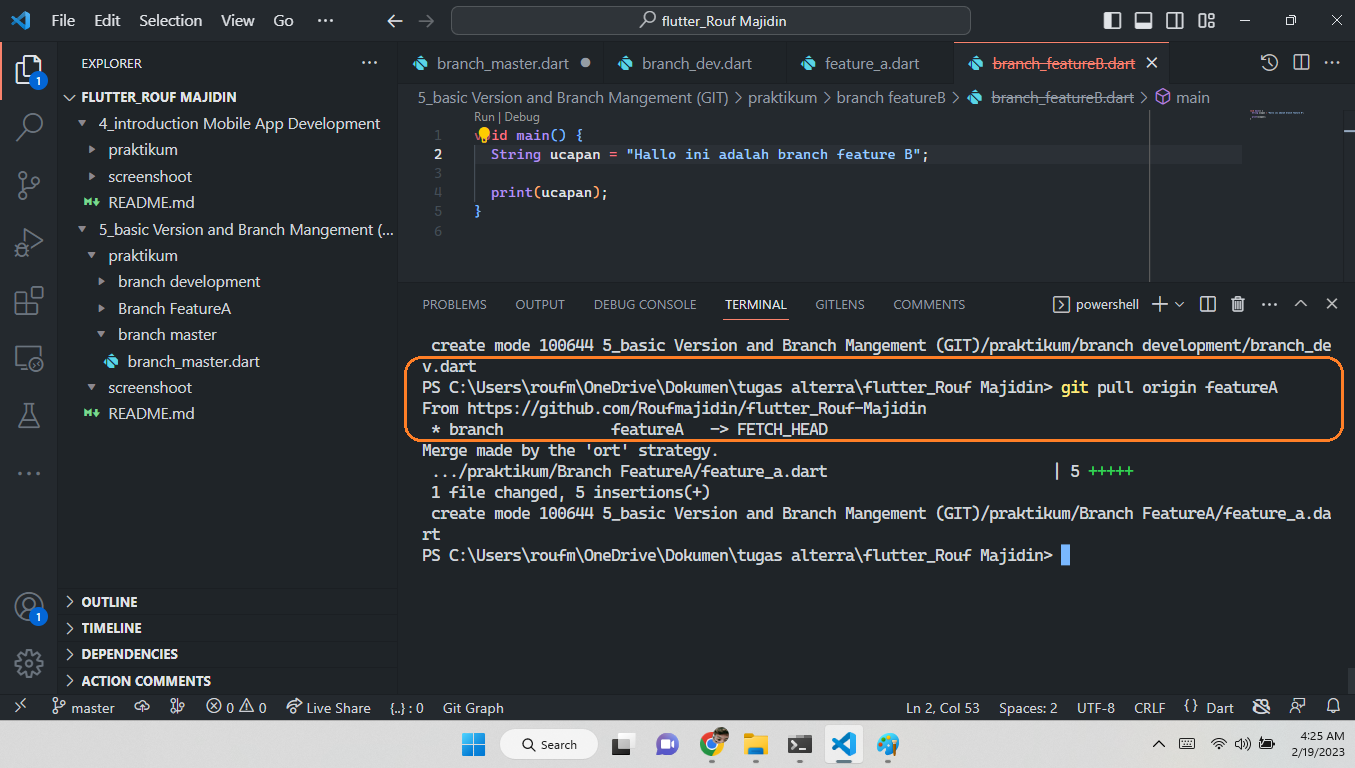 File Edit Selection View Go ··· flutter_Rouf Majidin
EXPLORER ···
FLUTTER_ROUF MAJIDIN
4_introduction Mobile App Development
praktikum
screenshoot
README.md
5_basic Version and Branch Mangement (...
praktikum
branch development
Branch FeatureA
branch master
branch_master.dart
screenshoot
README.md
OUTLINE
TIMELINE
DEPENDENCIES
ACTION COMMENTS
1
1
branch_master.dart branch_dev.dart feature_a.dart branch_featureB.dart
5_basic Version and Branch Mangement (GIT) > praktikum > branch featureB > branch_featureB.dart > main
Run | Debug
1 id main() {
2 String ucapan = "Hallo ini adalah branch feature B";
3
4 print(ucapan);
5 }
6
PROBLEMS OUTPUT DEBUG CONSOLE TERMINAL GITLENS COMMENTS powershell
create mode 100644 5_basic Version and Branch Mangement (GIT)/praktikum/branch development/branch_de
v.dart
PS C:\Users\roufm\OneDrive\Dokumen\tugas alterra\flutter_Rouf Majidin> git pull origin featureA
From https://github.com/Roufmajidin/flutter_Rouf-Majidin
* branch featureA -> FETCH_HEAD
Merge made by the 'ort' strategy.
.../praktikum/Branch FeatureA/feature_a.dart | 5 +++++
1 file changed, 5 insertions(+)
create mode 100644 5_basic Version and Branch Mangement (GIT)/praktikum/Branch FeatureA/feature_a.da
rt
PS C:\Users\roufm\OneDrive\Dokumen\tugas alterra\flutter_Rouf Majidin>
master 0 0 Live Share {..} : 0 Git Graph Ln 2, Col 53 Spaces: 2 UTF-8 CRLF {} Dart
Search
4:25 AM
2/19/2023